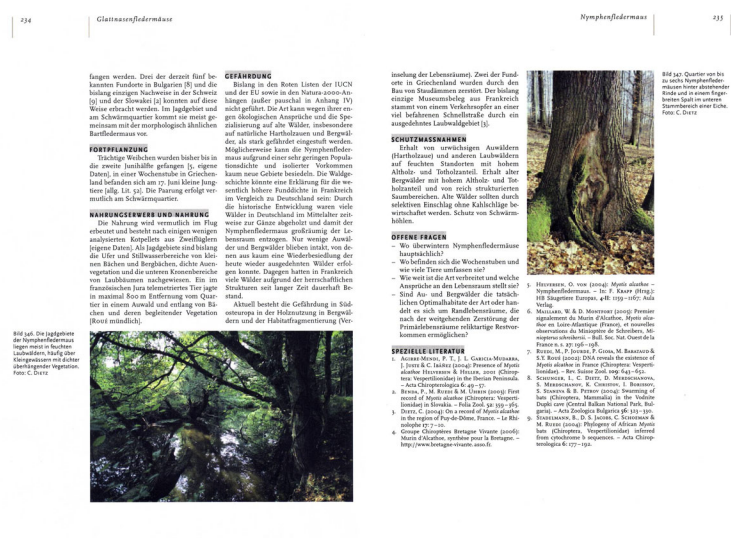 234
Glattnasenfledermäuse
fangen werden. Drei der derzeit fünf be-
kannten Fundorte in Bulgarien [8] und die
bislang einzigen Nachweise in der Schweiz
[9] und der Slowakei [2] konnten auf diese
Weise erbracht werden. Im Jagdgebiet und
am Schwärmquartier kommt sie meist ge-
meinsam mit der morphologisch ähnlichen
Bartfledermaus vor.
FORTPFLANZUNG
Trächtige Weibchen wurden bisher bis in
die zweite Junihälfte gefangen [5, eigene
Daten], in einer Wochenstube in Griechen-
land befanden sich am 17. Juni kleine Jung-
tiere [allg. Lit. 52]. Die Paarung erfolgt ver-
mutlich am Schwärmquartier.
NAHRUNGSERWERB UND NAHRUNG
Die Nahrung wird vermutlich im Flug
erbeutet und besteht nach einigen wenigen
analysierten Kotpellets aus Zweiflüglern
[eigene Daten]. Als Jagdgebiete sind bislang
die Ufer und Stillwasserbereiche von klei-
nen Bächen und Bergbächen, dichte Auen-
vegetation und die unteren Kronenbereiche
von Laubbäumen nachgewiesen. Ein im
französischen Jura telemetriertes Tier jagte
in maximal 800 m Entfernung vom Quar-
tier in einem Auwald und entlang von Bä-
chen und deren begleitender Vegetation
[Roué mündlich].
Bild 346. Die Jagdgebiete
der Nymphenfledermaus
liegen meist in feuchten
Laubwäldern, häufig über
Kleingewässern mit dichter
überhängender Vegetation.
Foto: C. DIETZ
GEFÄHRDUNG
Bislang in den Roten Listen der IUCN
und der EU sowie in den Natura-2000-An-
hängen (außer pauschal in Anhang IV)
nicht geführt. Die Art kann wegen ihrer en-
gen ökologischen Ansprüche und die Spe-
zialisierung auf alte Wälder, insbesondere
auf natürliche Hartholzauen und Bergwäl-
der, als stark gefährdet eingestuft werden.
Möglicherweise kann die Nymphenfleder-
maus aufgrund einer sehr geringen Popula-
tionsdichte und isolierter Vorkommen
kaum neue Gebiete besiedeln. Die Waldge-
schichte könnte eine Erklärung für die we-
sentlich höhere Funddichte in Frankreich
im Vergleich zu Deutschland sein: Durch
die historische Entwicklung waren viele
Wälder in Deutschland im Mittelalter zeit-
weise zur Gänze abgeholzt und damit der
Nymphenfledermaus großräumig der Le-
bensraum entzogen. Nur wenige Auwäl-
der und Bergwälder blieben intakt, von de-
nen aus kaum eine Wiederbesiedlung der
heute wieder ausgedehnten Wälder erfol-
gen konnte. Dagegen hatten in Frankreich
viele Wälder aufgrund der herrschaftlichen
Strukturen seit langer Zeit dauerhaft Be-
stand.
Aktuell besteht die Gefährdung in Süd-
osteuropa in der Holznutzung in Bergwäl-
dern und der Habitatfragmentierung (Ver-
Nymphenfledermaus
235
inselung der Lebensräume). Zwei der Fund-
orte in Griechenland wurden durch den
Bau von Staudämmen zerstört. Der bislang
einzige Museumsbeleg aus Frankreich
stammt von einem Verkehrsopfer an einer
viel befahrenen Schnellstraße durch ein
ausgedehntes Laubwaldgebiet [3].
SCHUTZMASSNAHMEN
Erhalt von urwüchsigen Auwäldern
(Hartholzaue) und anderen Laubwäldern
auf feuchten Standorten mit hohem
Altholz- und Totholzanteil. Erhalt alter
Bergwälder mit hohem Altholz- und Tot-
holzanteil und von reich strukturierten
Saumbereichen. Alte Wälder sollten durch
selektiven Einschlag ohne Kahlschläge be-
wirtschaftet werden. Schutz von Schwärm-
höhlen.
OFFENE FRAGEN
– Wo überwintern Nymphenfledermäuse
hauptsächlich?
– Wo befinden sich die Wochenstuben und
wie viele Tiere umfassen sie?
– Wie weit ist die Art verbreitet und welche
Ansprüche an den Lebensraum stellt sie?
– Sind Au- und Bergwälder die tatsäch-
lichen Optimalhabitate der Art oder han-
delt es sich um Randlebensräume, die
nach der weitgehenden Zerstörung der
Primärlebensräume reliktartige Restvor-
kommen ermöglichen?
SPEZIELLE LITERATUR
1. AGIRRE-MENDI, P. T., J. L. GARCIA-MUDARRA,
J. JUSTE & C. IBÁÑEZ (2004): Presence of Myotis
alcathoe HELVERSEN & HELLER, 2001 (Chirop-
tera: Vespertilionidae) in the Iberian Peninsula.
– Acta Chiropterologica 6: 49–57.
2. BENDA, P., M. RUEDI & M. UHRIN (2003): First
record of Myotis alcathoe (Chiroptera: Vesperti-
lionidae) in Slovakia. – Folia Zool. 52: 359–365.
3. DIETZ, C. (2004): On a record of Myotis alcathoe
in the region of Puy-de-Dôme, France. – Le Rhi-
nolophe 17: 7–10.
4. Groupe Chiroptères Bretagne Vivante (2006):
Murin d'Alcathoe, synthèse pour la Bretagne. –
http://www.bretagne-vivante.asso.fr.
Bild 347. Quartier von bis
zu sechs Nymphenfleder-
mäusen hinter abstehender
Rinde und in einem finger-
breiten Spalt im unteren
Stammbereich einer Eiche.
Foto: C. DIETZ
5. HELVERSEN, O. VON (2004): Myotis alcathoe –
Nymphenfledermaus. – In: F. KRAPP (Hrsg.):
HB Säugetiere Europas, 4-II: 1159–1167; Aula
Verlag.
6. MAILLARD, W. & D. MONTFORT (2005): Premier
signalement du Murin d'Alcathoe, Myotis alca-
thoe en Loire-Atlantique (France), et nouvelles
observations du Minioptère de Schreibers, Mi-
niopterus schreibersii. – Bull. Soc. Nat. Ouest de la
France n. s. 27: 196–198.
7. RUEDI, M., P. JOURDE, P. GIOSA, M. BARATAUD &
S.Y. ROUÉ (2002): DNA reveals the existence of
Myotis alcathoe in France (Chiroptera: Vesperti-
lionidae). – Rev. Suisse Zool. 109: 643–652.
8. SCHUNGER, I., C. DIETZ, D. MERDSCHANOVA,
S. MERDSCHANOV, K. CHRISTOV, I. BORISSOV,
S. STANEVA & B. PETROV (2004): Swarming of
bats (Chiroptera, Mammalia) in the Vodnite
Dupki cave (Central Balkan National Park, Bul-
garia). – Acta Zoologica Bulgarica 56: 323–330.
9. STADELMANN, B., D. S. JACOBS, C. SCHOEMAN &
M. RUEDI (2004): Phylogeny of African Myotis
bats (Chiroptera, Vespertilionidae) inferred
from cytochrome b sequences. – Acta Chirop-
terologica 6: 177–192.